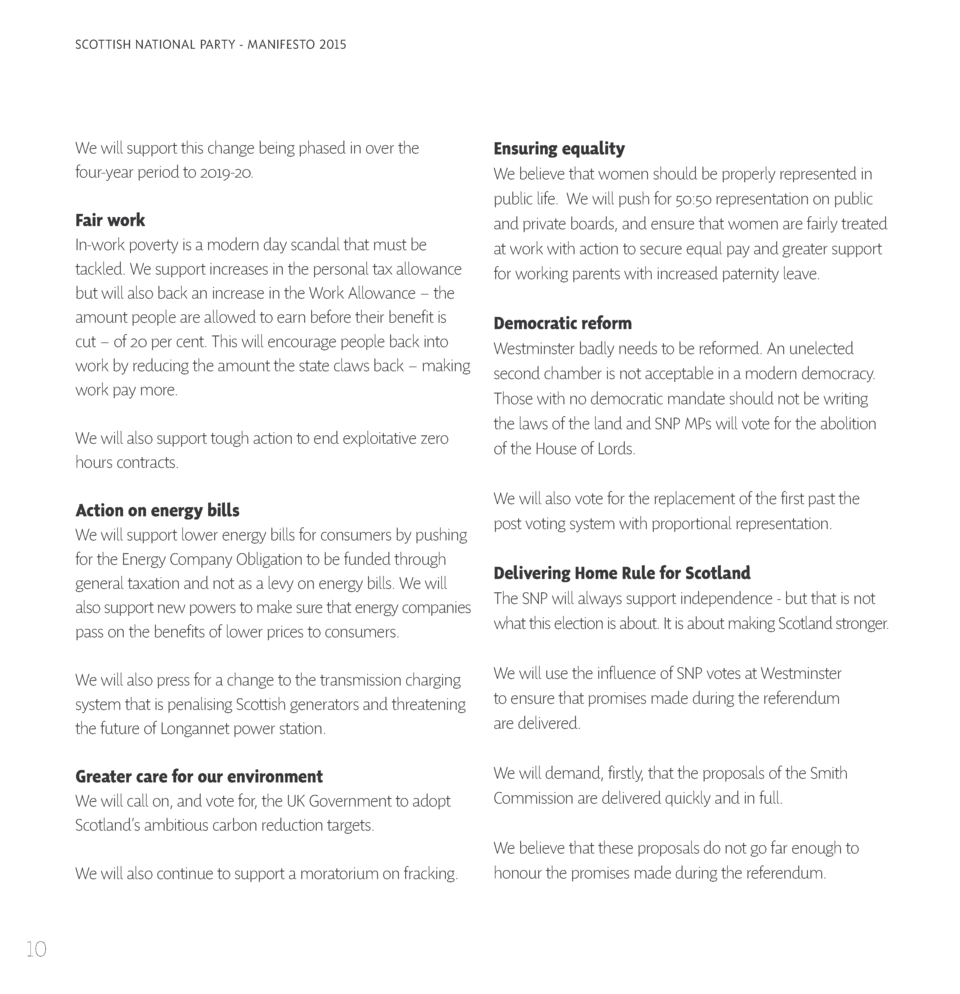 SCOTTISH NATIONAL PARTY - MANIFESTO 2015
We will support this change being phased in over the
four-year period to 2019-20.
Fair work
In-work poverty is a modern day scandal that must be
tackled. We support increases in the personal tax allowance
but will also back an increase in the Work Allowance – the
amount people are allowed to earn before their benefit is
cut – of 20 per cent. This will encourage people back into
work by reducing the amount the state claws back – making
work pay more.
We will also support tough action to end exploitative zero
hours contracts.
Action on energy bills
We will support lower energy bills for consumers by pushing
for the Energy Company Obligation to be funded through
general taxation and not as a levy on energy bills. We will
also support new powers to make sure that energy companies
pass on the benefits of lower prices to consumers.
We will also press for a change to the transmission charging
system that is penalising Scottish generators and threatening
the future of Longannet power station.
Greater care for our environment
We will call on, and vote for, the UK Government to adopt
Scotland's ambitious carbon reduction targets.
We will also continue to support a moratorium on fracking.
Ensuring equality
We believe that women should be properly represented in
public life.  We will push for 50:50 representation on public
and private boards, and ensure that women are fairly treated
at work with action to secure equal pay and greater support
for working parents with increased paternity leave.
Democratic reform
Westminster badly needs to be reformed. An unelected
second chamber is not acceptable in a modern democracy.
Those with no democratic mandate should not be writing
the laws of the land and SNP MPs will vote for the abolition
of the House of Lords.
We will also vote for the replacement of the first past the
post voting system with proportional representation.
Delivering Home Rule for Scotland
The SNP will always support independence - but that is not
what this election is about. It is about making Scotland stronger.
We will use the influence of SNP votes at Westminster
to ensure that promises made during the referendum
are delivered.
We will demand, firstly, that the proposals of the Smith
Commission are delivered quickly and in full.
We believe that these proposals do not go far enough to
honour the promises made during the referendum.
10